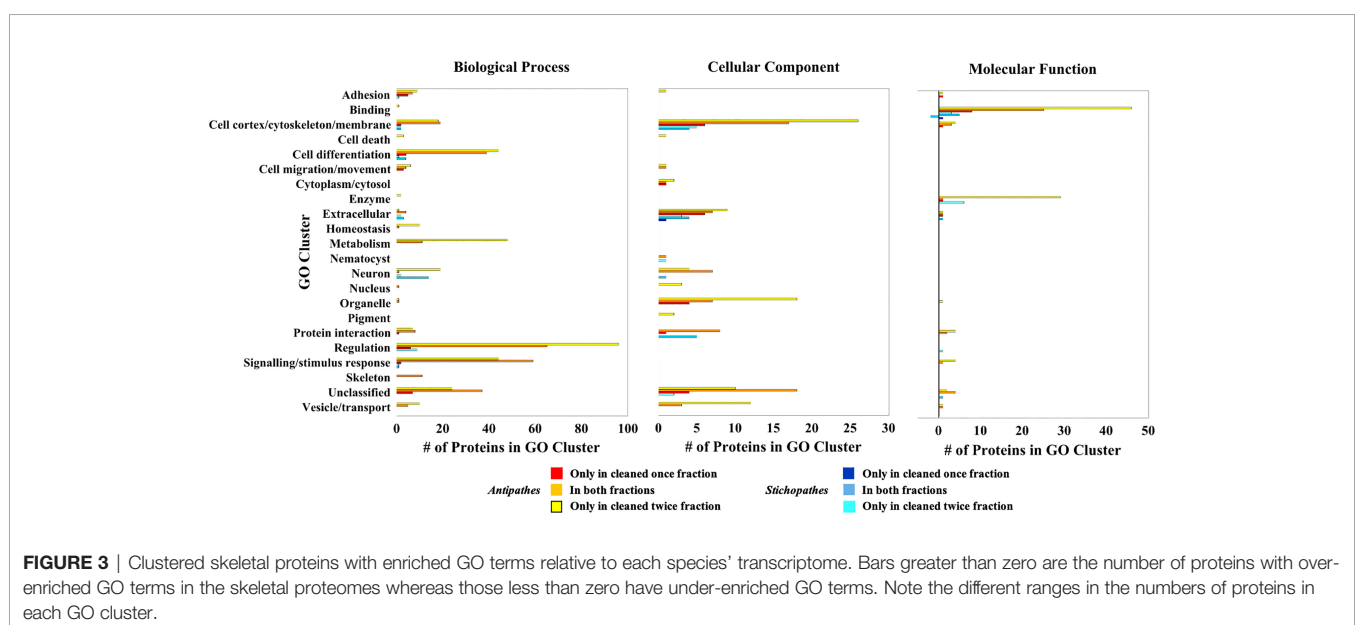 Biological Process
Cellular Component
Molecular Function
GO Cluster
Adhesion
Binding
Cell cortex/cytoskeleton/membrane
Cell death
Cell differentiation
Cell migration/movement
Cytoplasm/cytosol
Enzyme
Extracellular
Homeostasis
Metabolism
Nematocyst
Neuron
Nucleus
Organelle
Pigment
Protein interaction
Regulation
Signalling/stimulus response
Skeleton
Unclassified
Vesicle/transport
0 20 40 60 80 100
0 5 10 15 20 25 30
0 10 20 30 40 50
# of Proteins in GO Cluster
# of Proteins in GO Cluster
# of Proteins in GO Cluster
Antipathes
Only in cleaned once fraction
In both fractions
Only in cleaned twice fraction
Stichopathes
Only in cleaned once fraction
In both fractions
Only in cleaned twice fraction
FIGURE 3 | Clustered skeletal proteins with enriched GO terms relative to each species' transcriptome. Bars greater than zero are the number of proteins with over-
enriched GO terms in the skeletal proteomes whereas those less than zero have under-enriched GO terms. Note the different ranges in the numbers of proteins in
each GO cluster.